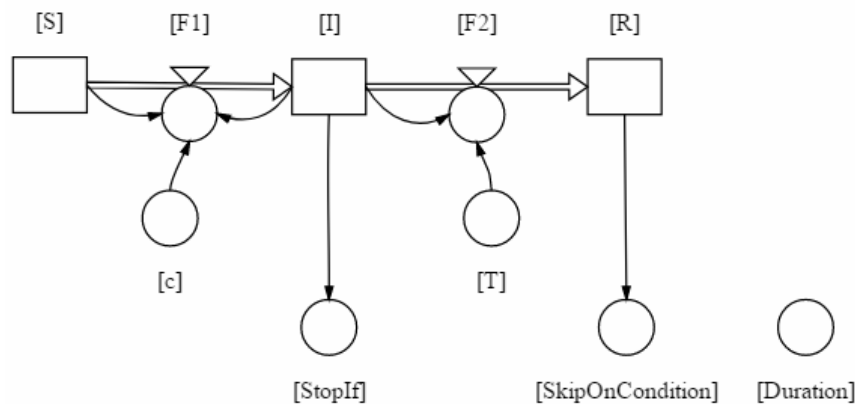 [S] [F1] [I] [F2] [R]
[c] [T]
[StopIf] [SkipOnCondition] [Duration]